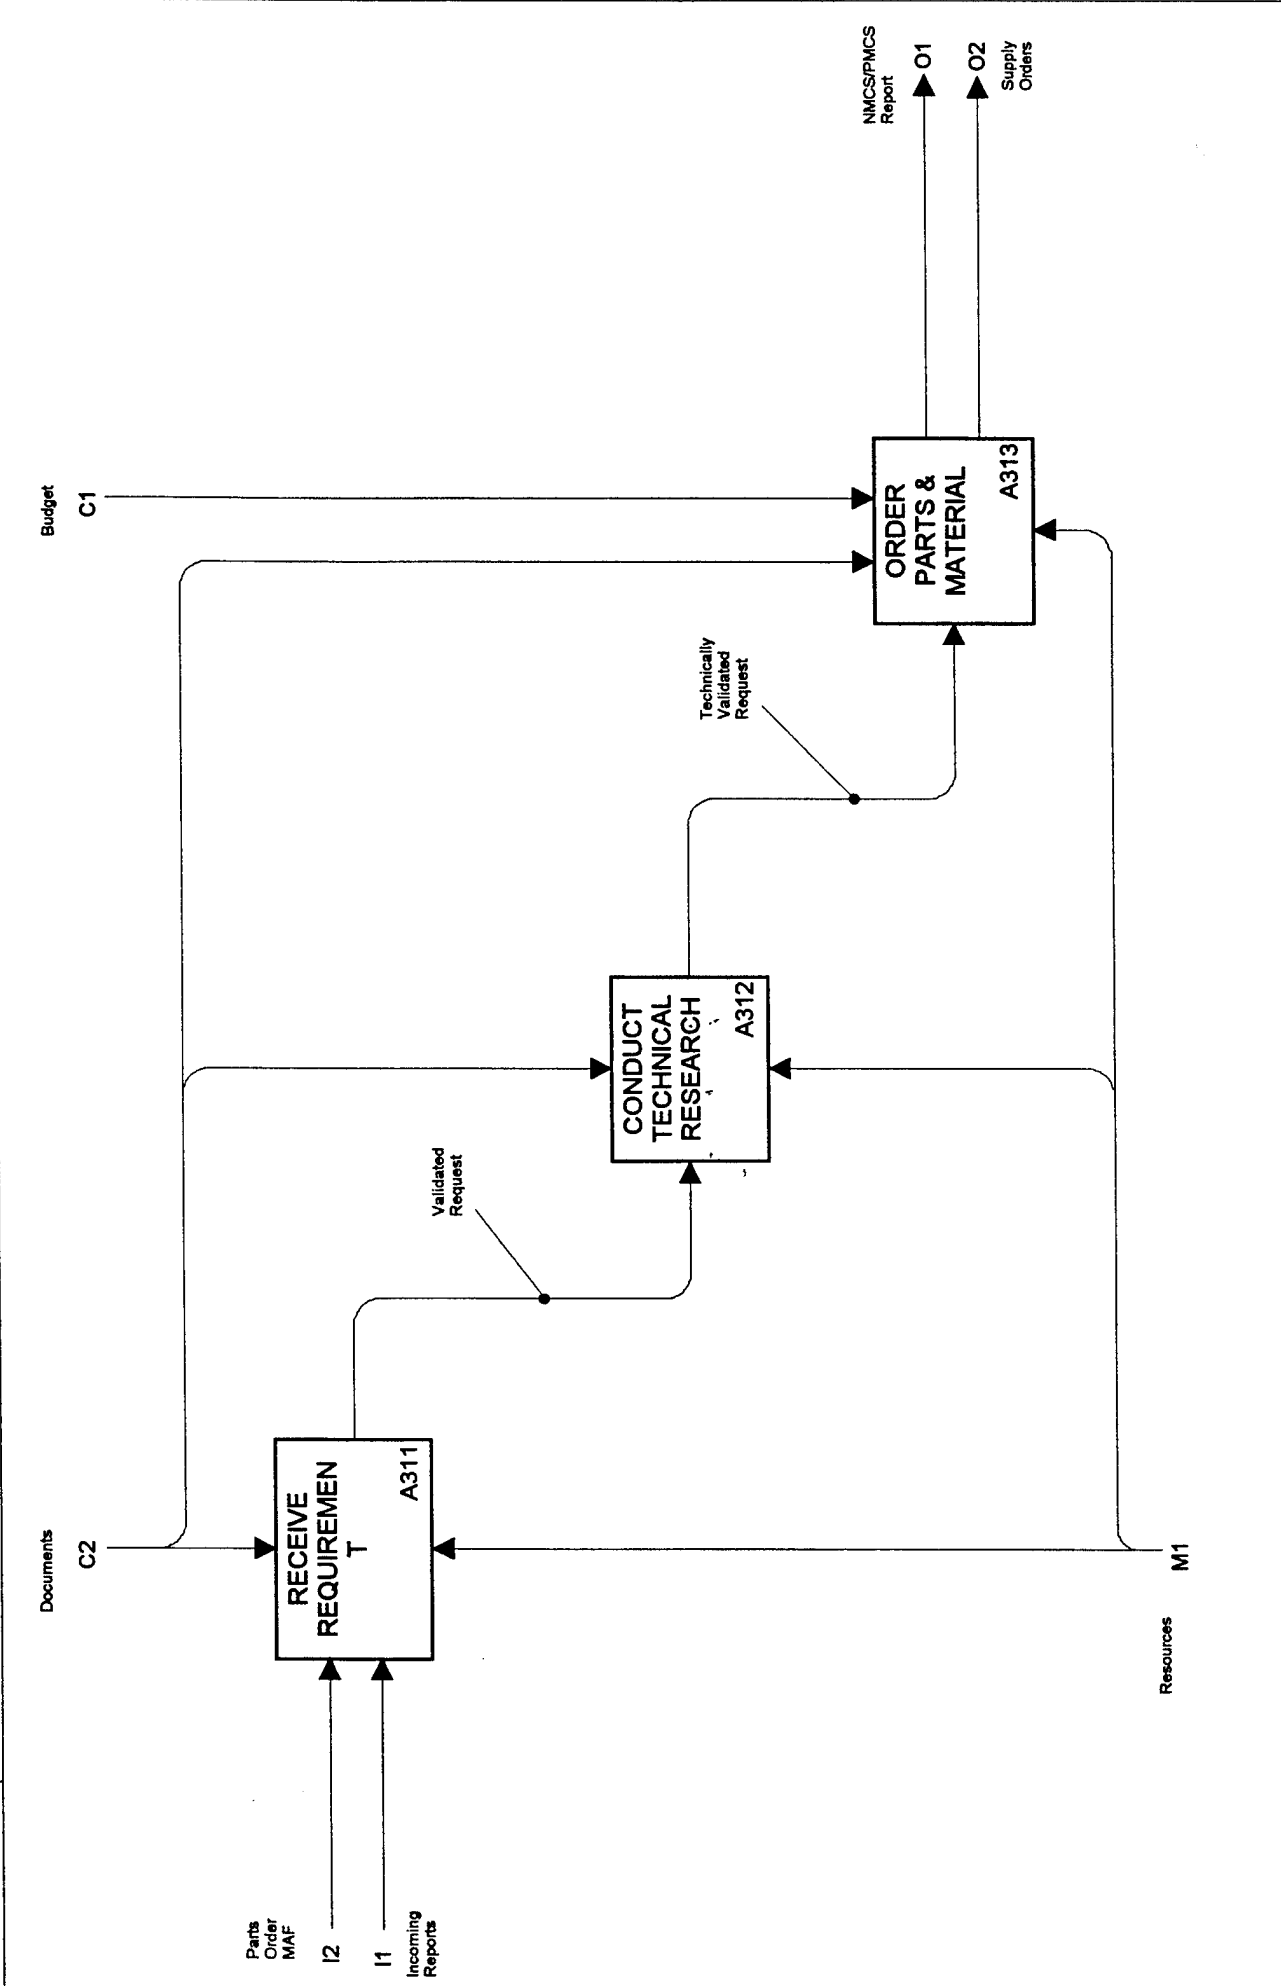 Documents
C2
Budget
C1
Parts
Order
MAF
I2
I1
Incoming
Reports
RECEIVE
REQUIREMEN
T
A311
Validated
Request
CONDUCT
TECHNICAL
RESEARCH
A312
Technically
Validated
Request
ORDER
PARTS &
MATERIAL
A313
NMCS/PMCS
Report
O1
O2
Supply
Orders
Resources
M1